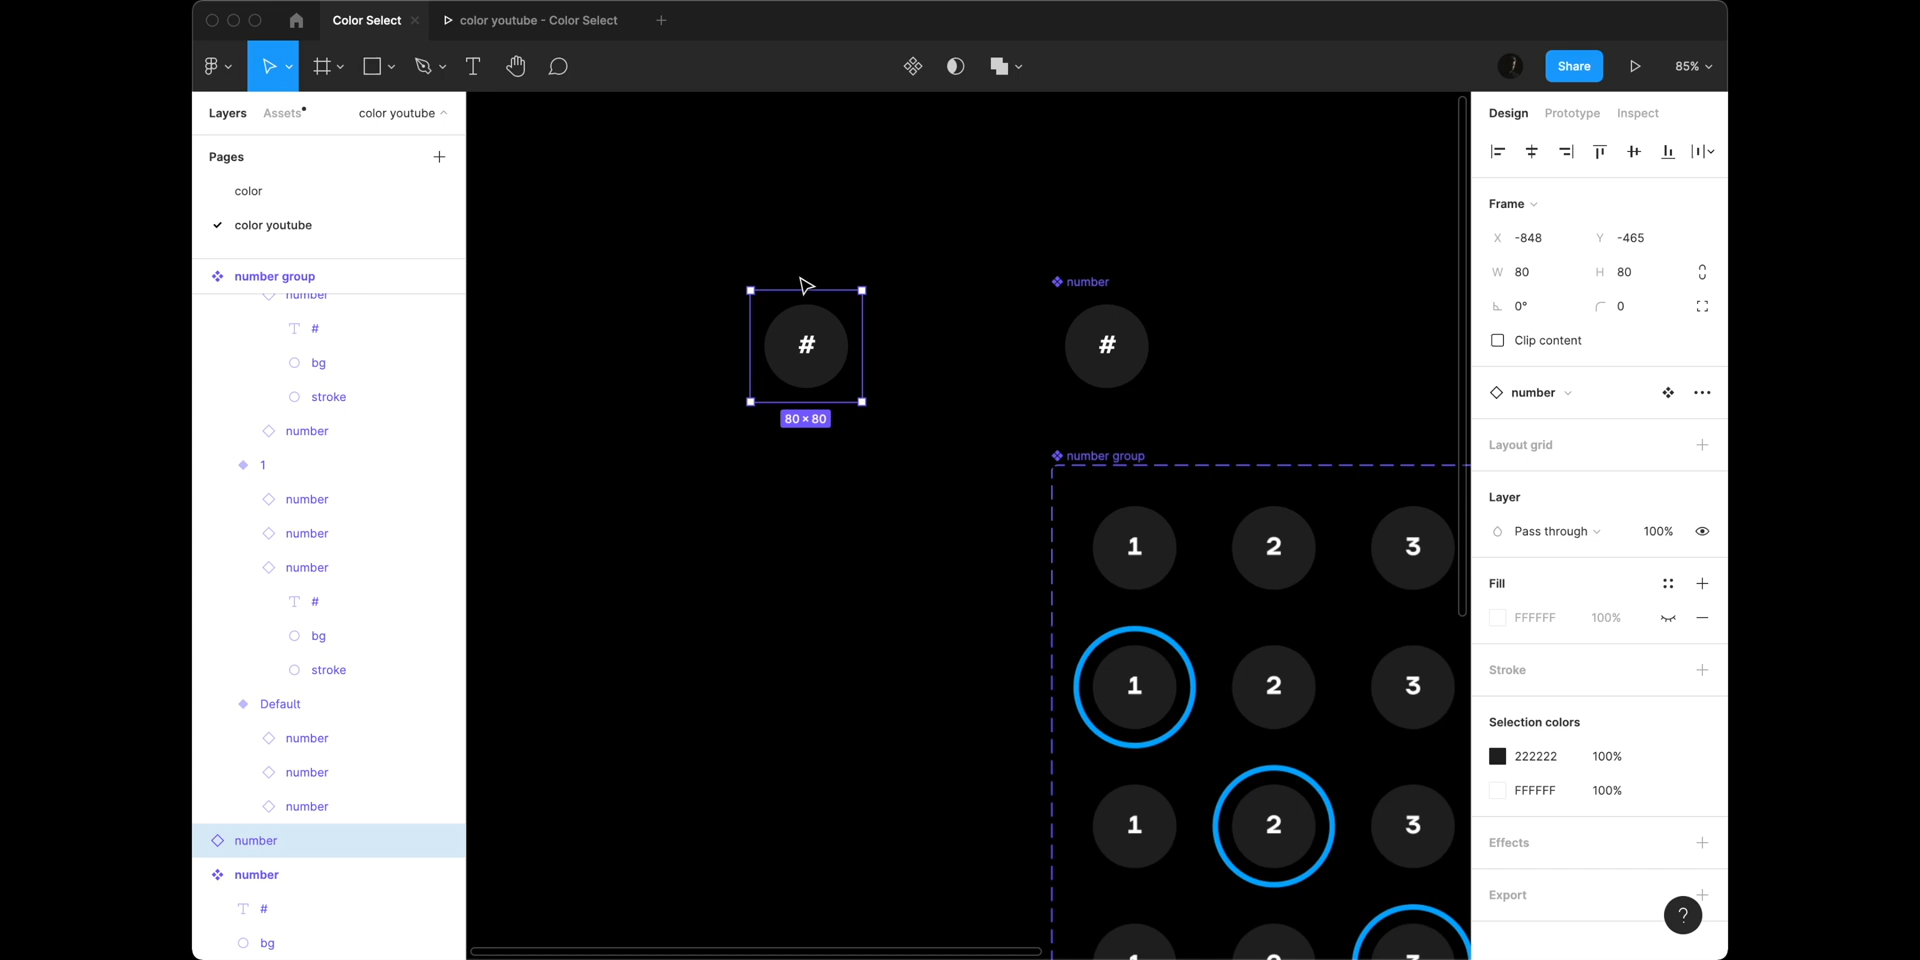 Color Select
color youtube - Color Select
Share
85%
Layers
Assets
color youtube
Pages
color
color youtube
number group
number
#
bg
stroke
number
1
number
number
number
#
bg
stroke
Default
number
number
number
number
number
#
bg
#
80 × 80
number
#
number group
1 2 3
1 2 3
1 2 3
Design
Prototype
Inspect
Frame
X -848 Y -465
W 80 H 80
0° 0
Clip content
number
Layout grid
Layer
Pass through 100%
Fill
FFFFFF 100%
Stroke
Selection colors
222222 100%
FFFFFF 100%
Effects
Export
?